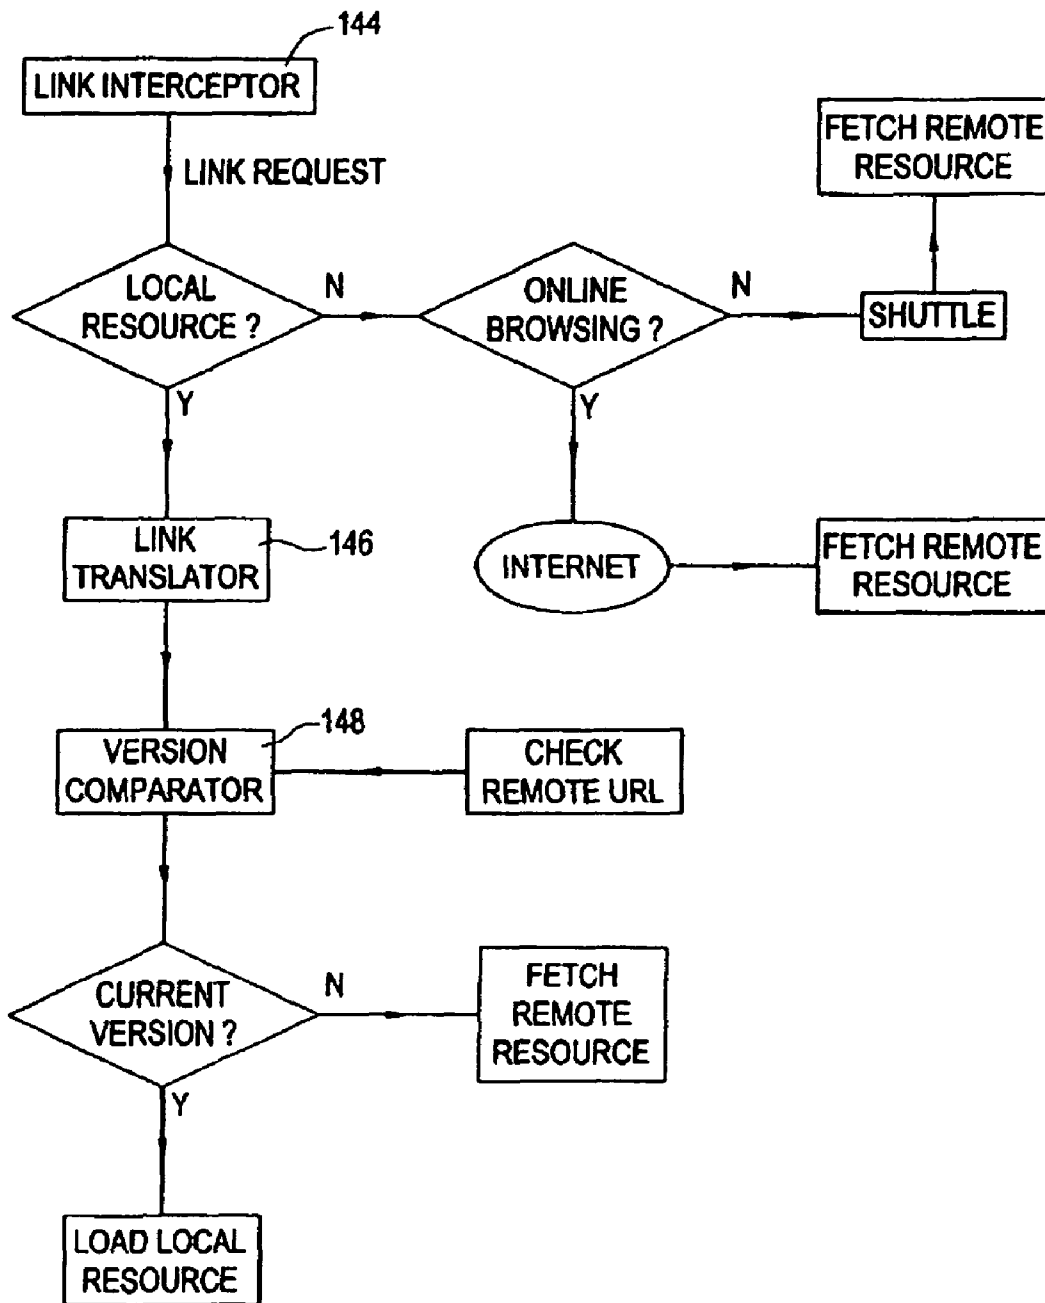 144
LINK INTERCEPTOR
LINK REQUEST
FETCH REMOTE
RESOURCE
LOCAL
RESOURCE ?
N
ONLINE
BROWSING ?
N
SHUTTLE
Y
Y
LINK
TRANSLATOR
146
INTERNET
FETCH REMOTE
RESOURCE
148
VERSION
COMPARATOR
CHECK
REMOTE URL
CURRENT
VERSION ?
N
FETCH
REMOTE
RESOURCE
Y
LOAD LOCAL
RESOURCE